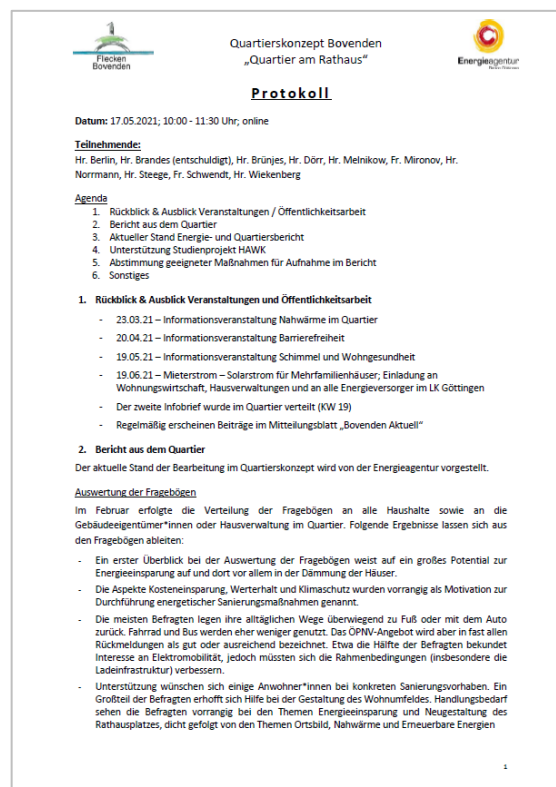 Flecken
Bovenden
Quartierskonzept Bovenden
„Quartier am Rathaus"
Energieagentur
Protokoll
Datum: 17.05.2021; 10:00 - 11:30 Uhr; online
Teilnehmende:
Hr. Berlin, Hr. Brandes (entschuldigt), Hr. Brünjes, Hr. Dörr, Hr. Melnikow, Fr. Mironov, Hr.
Norrmann, Hr. Steege, Fr. Schwendt, Hr. Wiekenberg
Agenda
1. Rückblick & Ausblick Veranstaltungen / Öffentlichkeitsarbeit
2. Bericht aus dem Quartier
3. Aktueller Stand Energie- und Quartiersbericht
4. Unterstützung Studienprojekt HAWK
5. Abstimmung geeigneter Maßnahmen für Aufnahme im Bericht
6. Sonstiges
1. Rückblick & Ausblick Veranstaltungen und Öffentlichkeitsarbeit
- 23.03.21 – Informationsveranstaltung Nahwärme im Quartier
- 20.04.21 – Informationsveranstaltung Barrierefreiheit
- 19.05.21 – Informationsveranstaltung Schimmel und Wohngesundheit
- 19.06.21 – Mieterstrom – Solarstrom für Mehrfamilienhäuser; Einladung an
Wohnungswirtschaft, Hausverwaltungen und an alle Energieversorger im LK Göttingen
- Der zweite Infobrief wurde im Quartier verteilt (KW 19)
- Regelmäßig erscheinen Beiträge im Mitteilungsblatt „Bovenden Aktuell"
2. Bericht aus dem Quartier
Der aktuelle Stand der Bearbeitung im Quartierskonzept wird von der Energieagentur vorgestellt.
Auswertung der Fragebögen
Im Februar erfolgte die Verteilung der Fragebögen an alle Haushalte sowie an die
Gebäudeeigentümer*innen oder Hausverwaltung im Quartier. Folgende Ergebnisse lassen sich aus
den Fragebögen ableiten:
- Ein erster Überblick bei der Auswertung der Fragebögen weist auf ein großes Potential zur
Energieeinsparung auf und dort vor allem in der Dämmung der Häuser.
- Die Aspekte Kosteneinsparung, Werterhalt und Klimaschutz wurden vorrangig als Motivation zur
Durchführung energetischer Sanierungsmaßnahmen genannt.
- Die meisten Befragten legen ihre alltäglichen Wege überwiegend zu Fuß oder mit dem Auto
zurück. Fahrrad und Bus werden eher weniger genutzt. Das ÖPNV-Angebot wird aber in fast allen
Rückmeldungen als gut oder ausreichend bezeichnet. Etwa die Hälfte der Befragten bekundet
Interesse an Elektromobilität, jedoch müssten sich die Rahmenbedingungen (insbesondere die
Ladeinfrastruktur) verbessern.
- Unterstützung wünschen sich einige Anwohner*innen bei konkreten Sanierungsvorhaben. Ein
Großteil der Befragten erhofft sich Hilfe bei der Gestaltung des Wohnumfeldes. Handlungsbedarf
sehen die Befragten vorrangig bei den Themen Energieeinsparung und Neugestaltung des
Rathausplatzes, dicht gefolgt von den Themen Ortsbild, Nahwärme und Erneuerbare Energien
1